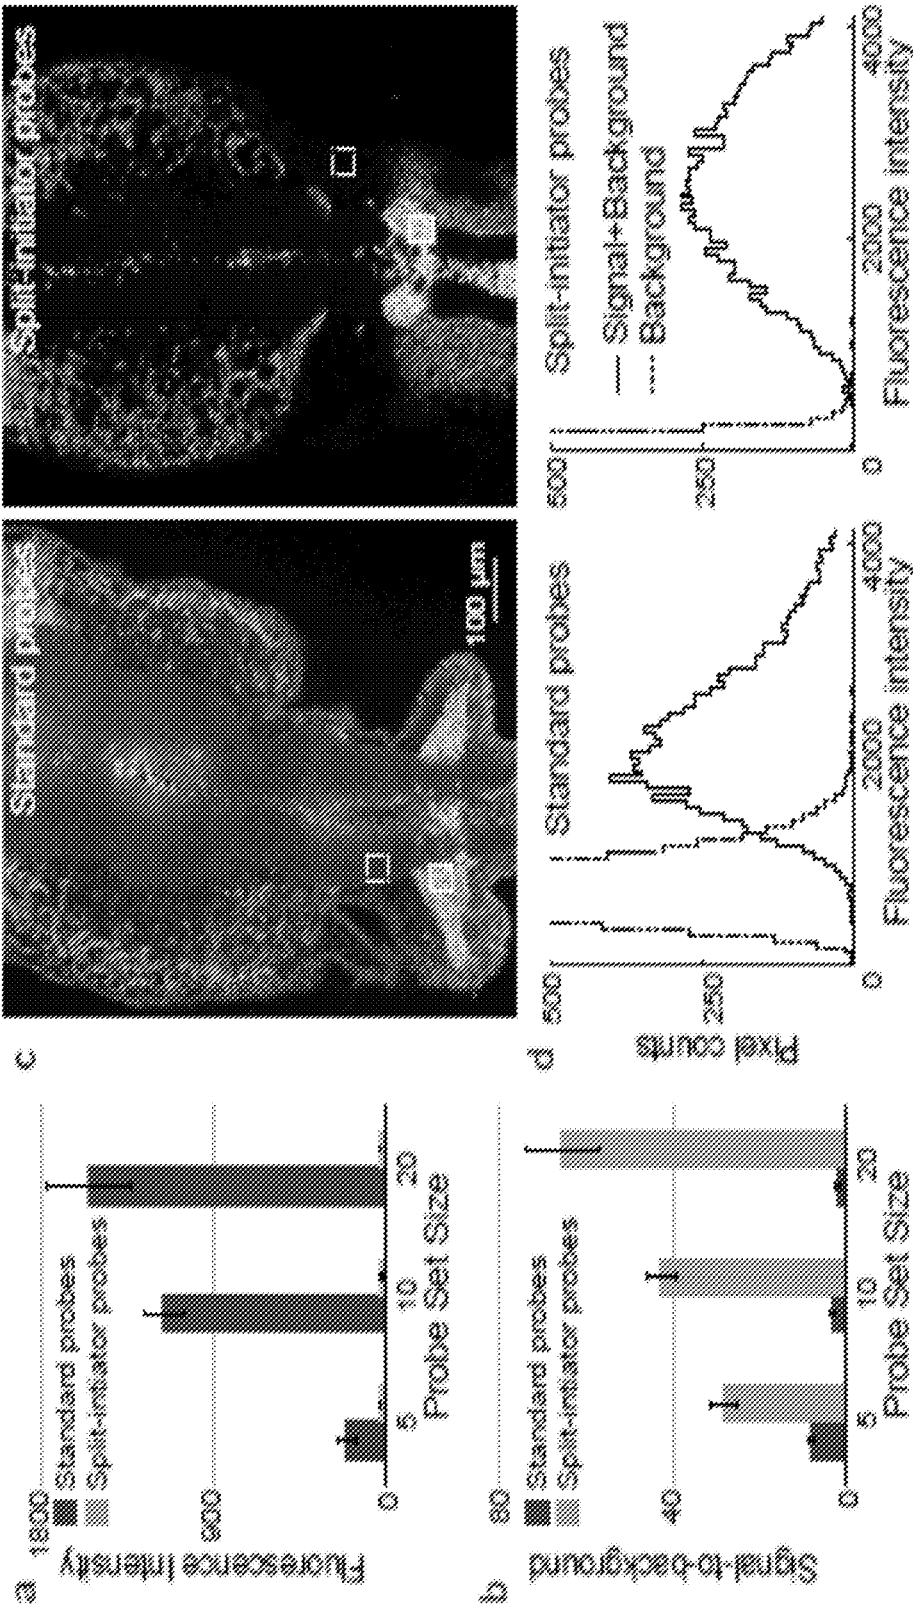 a
1800
900
0
Fluorescence Intensity
Standard probes
Split-intiator probes
5
10
20
Probe Set Size
b
80
40
0
Signal-to-background
Standard probes
Split-initiator probes
5
10
20
Probe Set Size
c
Standard probes
100 μm
Split-initiator probes
d
Pixel counts
500
250
0
Standard probes
2000
4000
Fluorescence intensity
500
250
0
Split-initiator probes
Signal+Background
Background
2000
4000
Fluorescence intensity